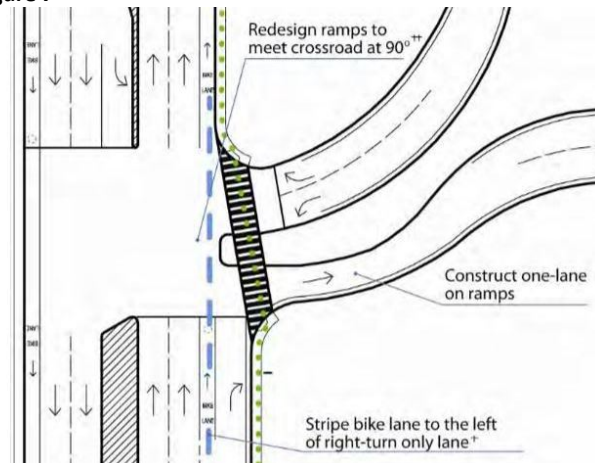 Redesign ramps to
meet crossroad at 90°++
BIKE
LANE
Construct one-lane
on ramps
BIKE
LANE
Stripe bike lane to the left
of right-turn only lane+